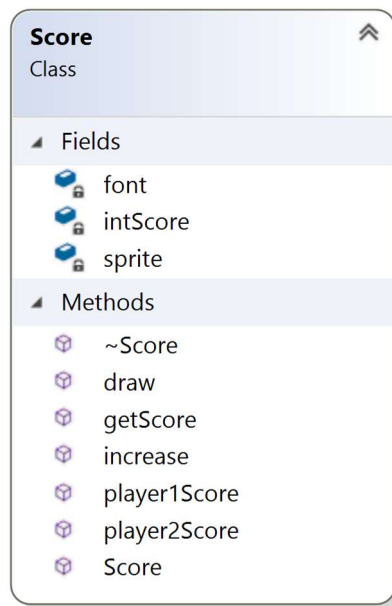 Score
Class
Fields
font
intScore
sprite
Methods
~Score
draw
getScore
increase
player1Score
player2Score
Score